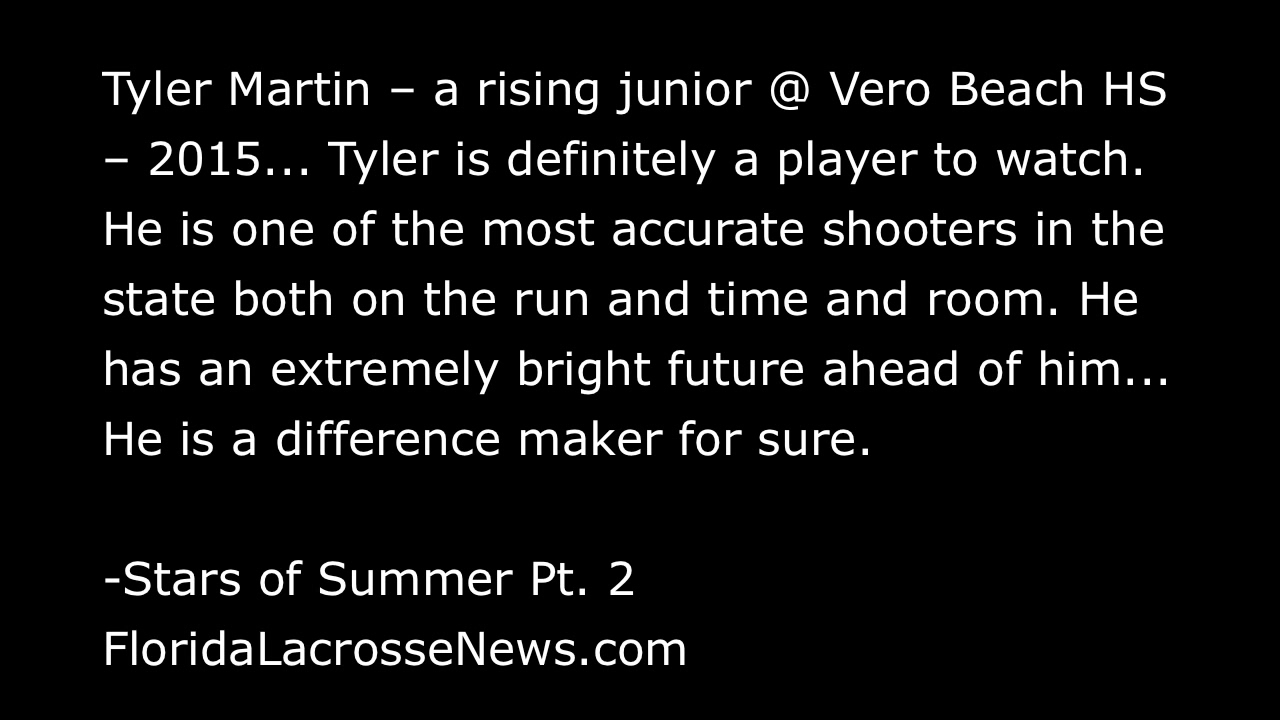 Tyler Martin – a rising junior @ Vero Beach HS
– 2015... Tyler is definitely a player to watch.
He is one of the most accurate shooters in the
state both on the run and time and room. He
has an extremely bright future ahead of him...
He is a difference maker for sure.
-Stars of Summer Pt. 2
FloridaLacrosseNews.com